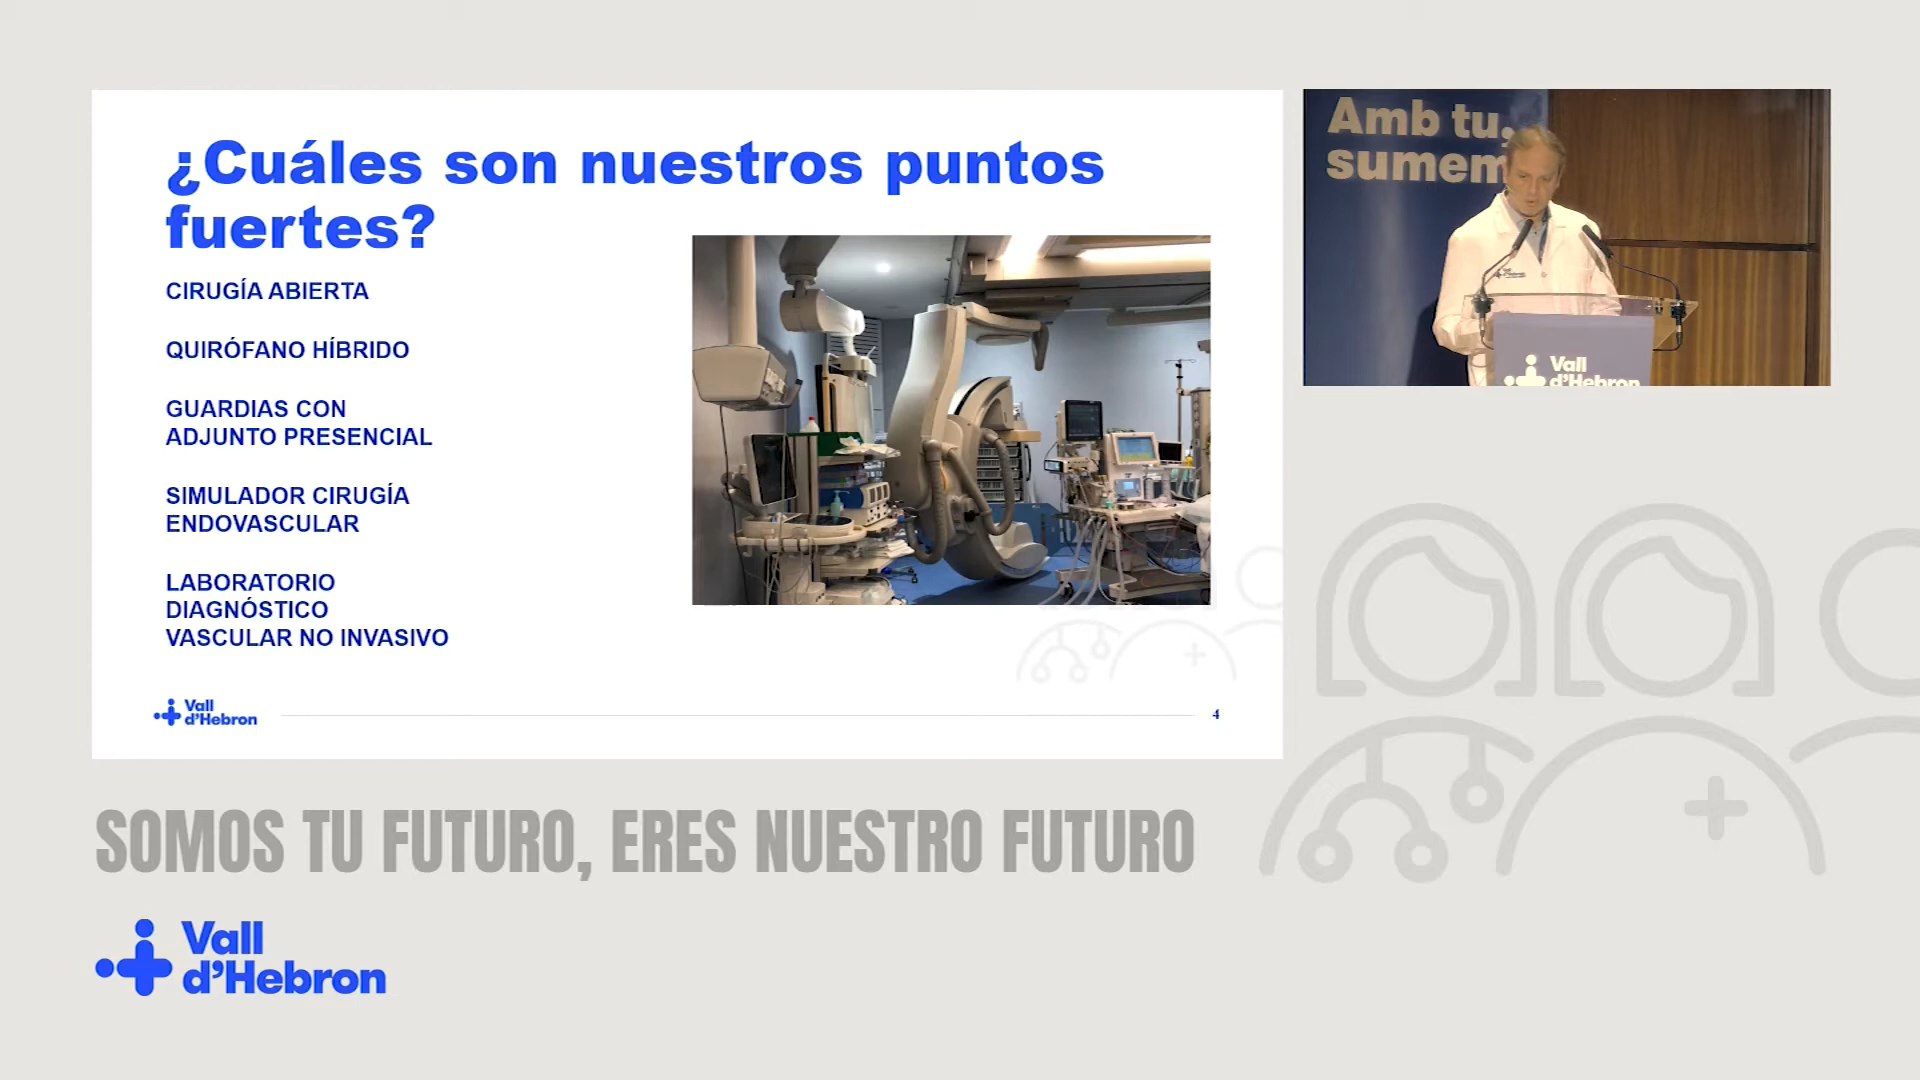 ¿Cuáles son nuestros puntos
fuertes?
CIRUGÍA ABIERTA
QUIRÓFANO HÍBRIDO
GUARDIAS CON
ADJUNTO PRESENCIAL
SIMULADOR CIRUGÍA
ENDOVASCULAR
LABORATORIO
DIAGNÓSTICO
VASCULAR NO INVASIVO
Vall
d'Hebron
4
Amb tu,
sumem
Vall
d'Hebron
SOMOS TU FUTURO, ERES NUESTRO FUTURO
Vall
d'Hebron